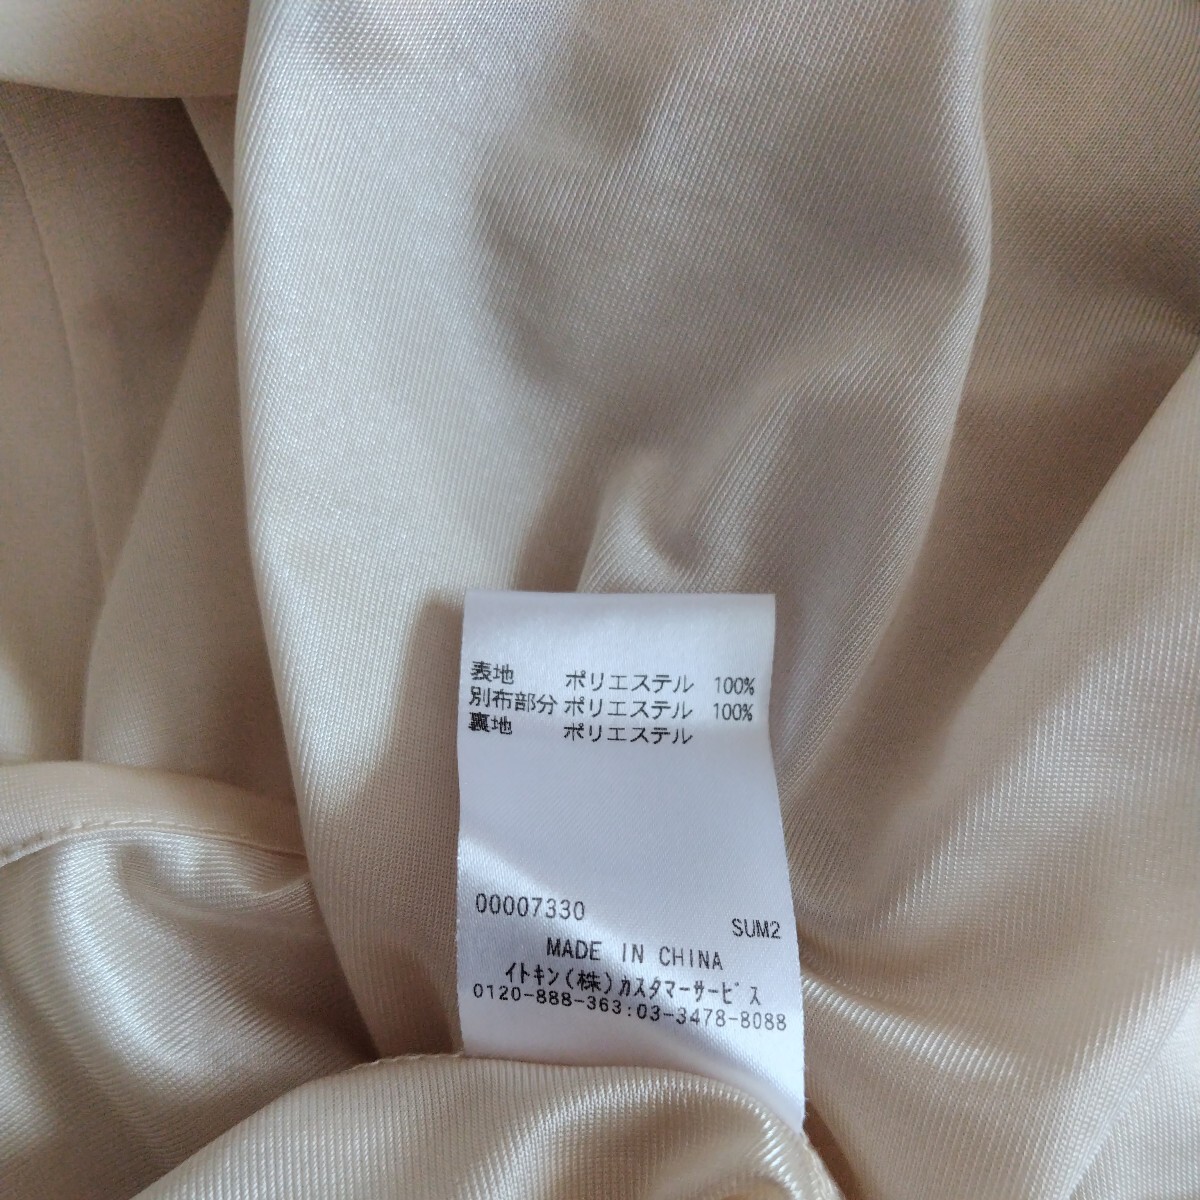 表地 ポリエステル 100%
別布部分 ポリエステル 100%
裏地 ポリエステル
00007330
SUM2
MADE IN CHINA
イトキン(株)カスタマーサービス
0120-888-363:03-3478-8088